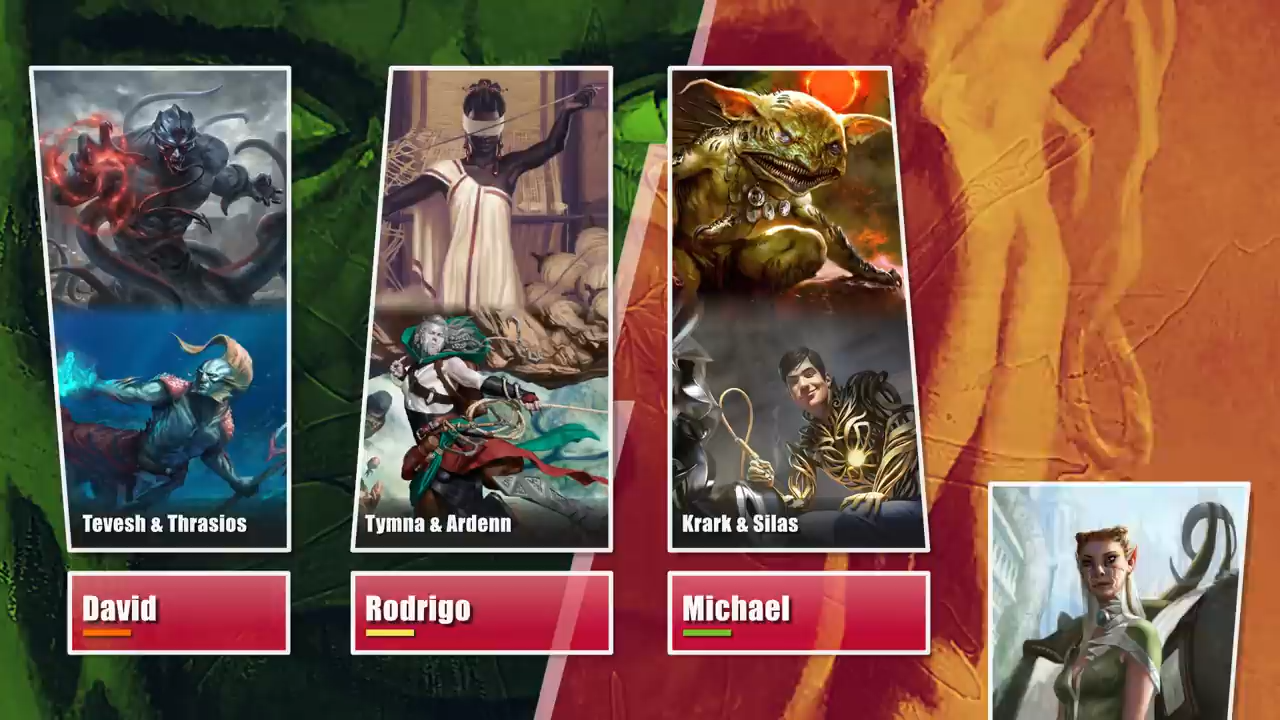 Tevesh & Thrasios
Tymna & Ardenn
Krark & Silas
David
Rodrigo
Michael